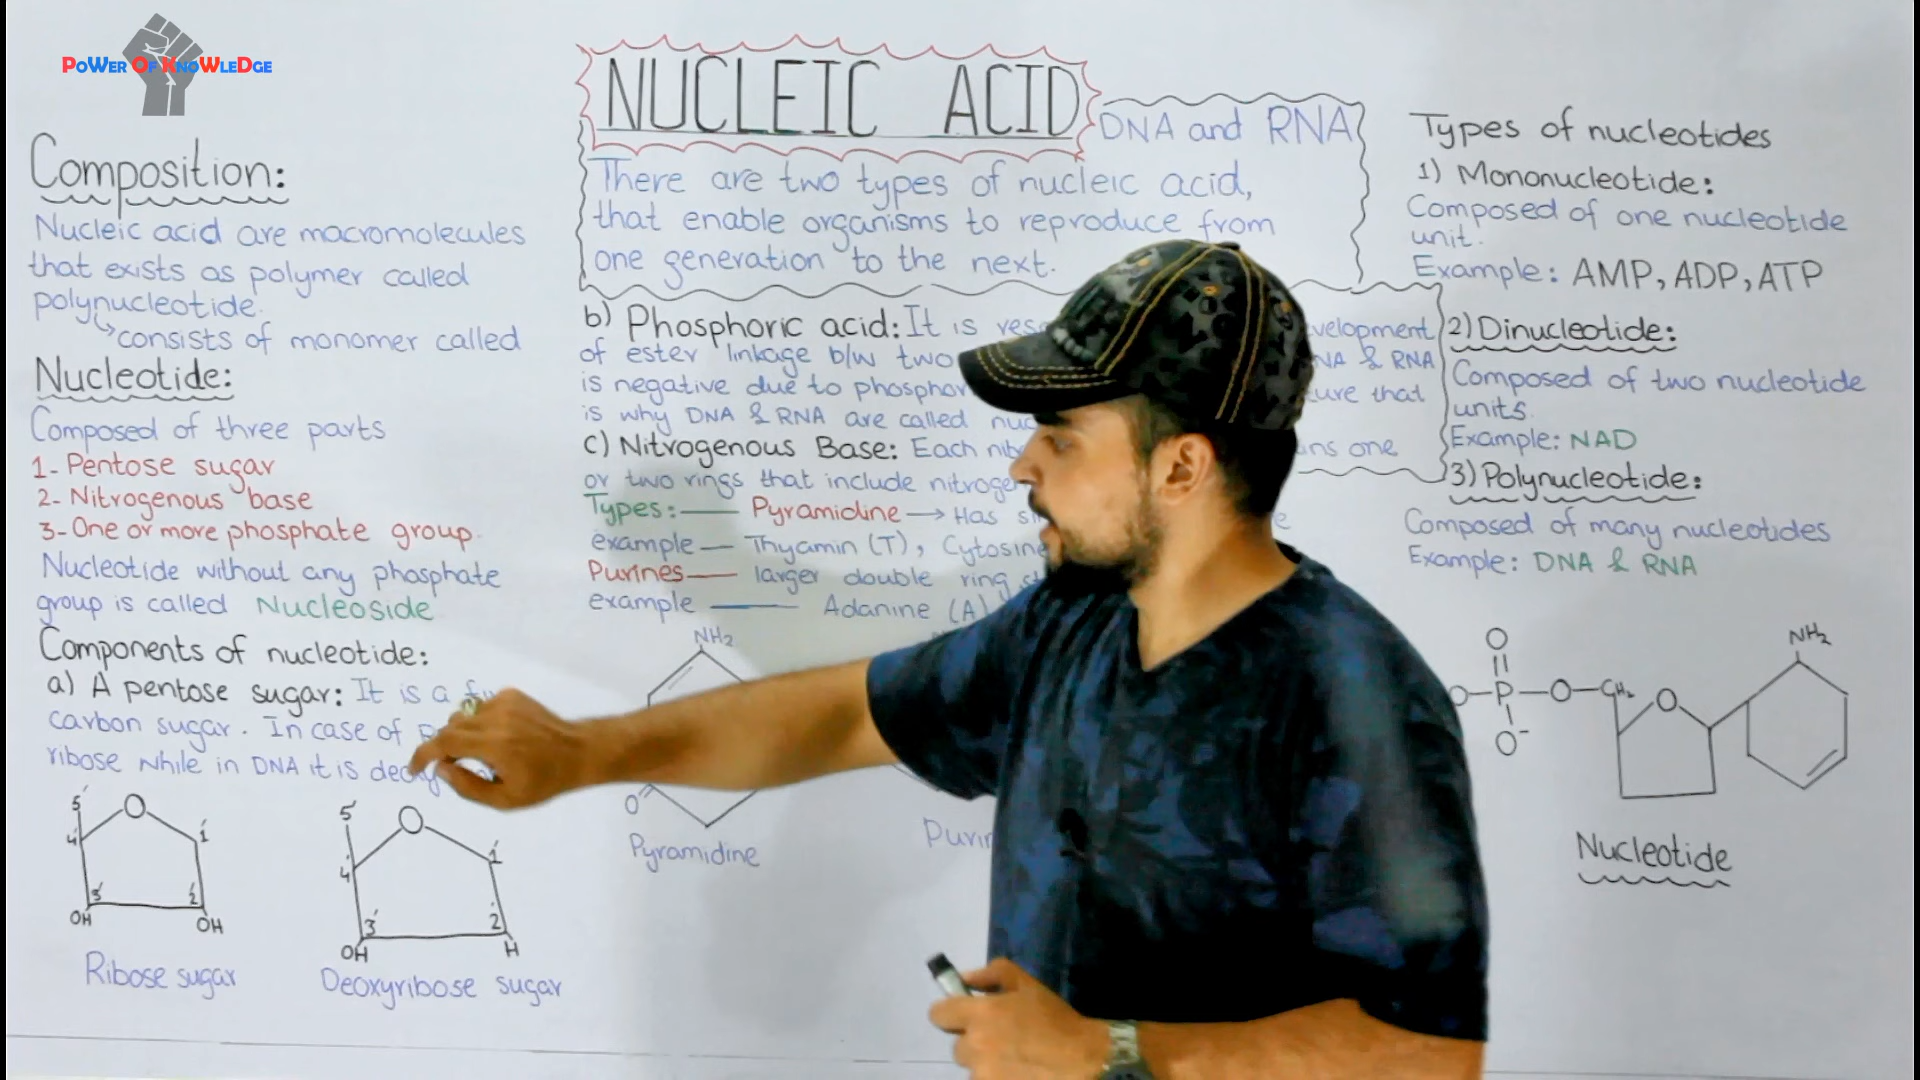 PoWer Of KnoWleDge
NUCLEIC ACID
DNA and RNA
There are two types of nucleic acid,
that enable organisms to reproduce from
one generation to the next.
Composition:
Nucleic acid are macromolecules
that exists as polymer called
polynucleotide.
consists of monomer called
Nucleotide:
Composed of three parts
1- Pentose sugar
2- Nitrogenous base
3- One or more phosphate group.
Nucleotide without any phosphate
group is called Nucleoside
Components of nucleotide:
a) A pentose sugar: It is a
carbon sugar. In case of
ribose while in DNA it is
5'
O
4'
1'
3'
2'
OH
OH
Ribose sugar
5'
O
4'
1'
3'
2'
OH
H
Deoxyribose sugar
b) Phosphoric acid: It is
of ester linkage b/w two DNA & RNA
is negative due to that
is why DNA & RNA are called
c) Nitrogenous Base: Each one
or two rings that include
Types: Pyramidine → Has
example — Thyamin (T), Cytosine
Purines — larger double ring
example — Adanine (A)
NH2
O
Pyramidine
Types of nucleotides
1) Mononucleotide:
Composed of one nucleotide
unit.
Example: AMP, ADP, ATP
2) Dinucleotide:
Composed of two nucleotide
units.
Example: NAD
3) Polynucleotide:
Composed of many nucleotides
Example: DNA & RNA
O
NH2
O—P—O—CH2
O
O-
Nucleotide